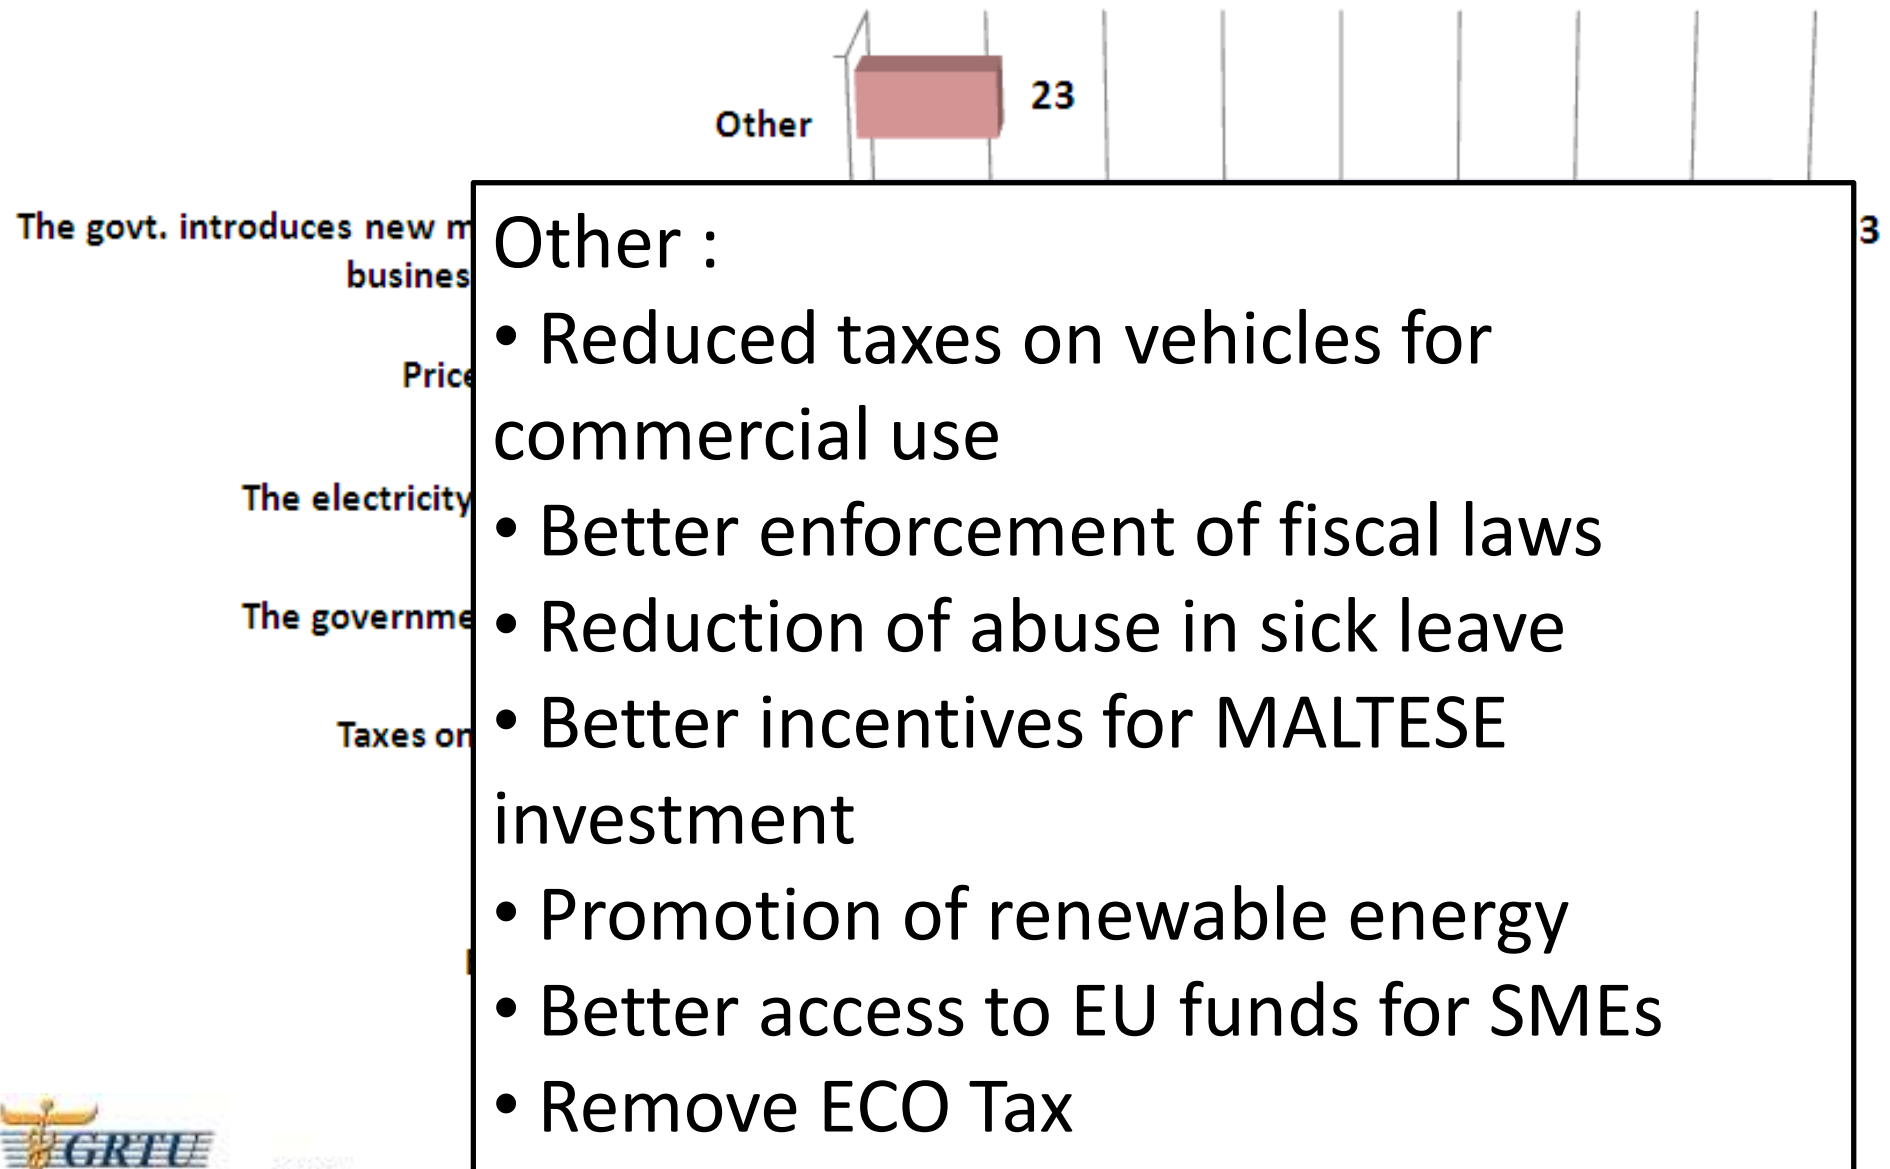 Other
23
The govt. introduces new m
busines
3
Price
The electricity
The governme
Taxes on
Other :
• Reduced taxes on vehicles for
commercial use
• Better enforcement of fiscal laws
• Reduction of abuse in sick leave
• Better incentives for MALTESE
investment
• Promotion of renewable energy
• Better access to EU funds for SMEs
• Remove ECO Tax
GRTU